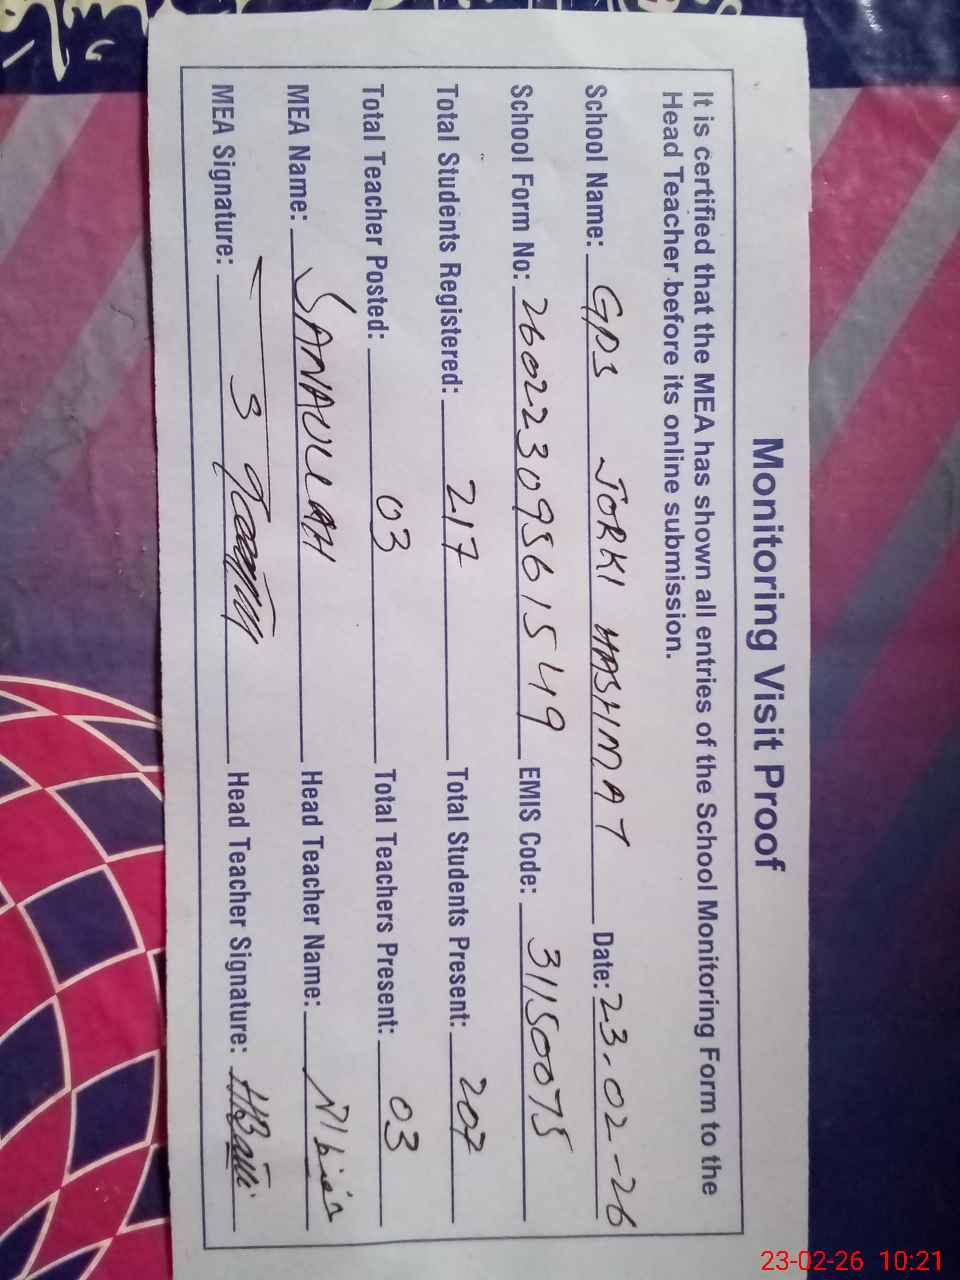 Monitoring Visit Proof
It is certified that the MEA has shown all entries of the School Monitoring Form to the
Head Teacher before its online submission.
School Name: GPS JORKI HASHMAT Date: 23.02-26
School Form No: 26022309561549 EMIS Code: 31150075
Total Students Registered: 217 Total Students Present: 207
Total Teacher Posted: 03 Total Teachers Present: 03
MEA Name: SANAULLAH Head Teacher Name:
MEA Signature: Head Teacher Signature:
23-02-26 10:21